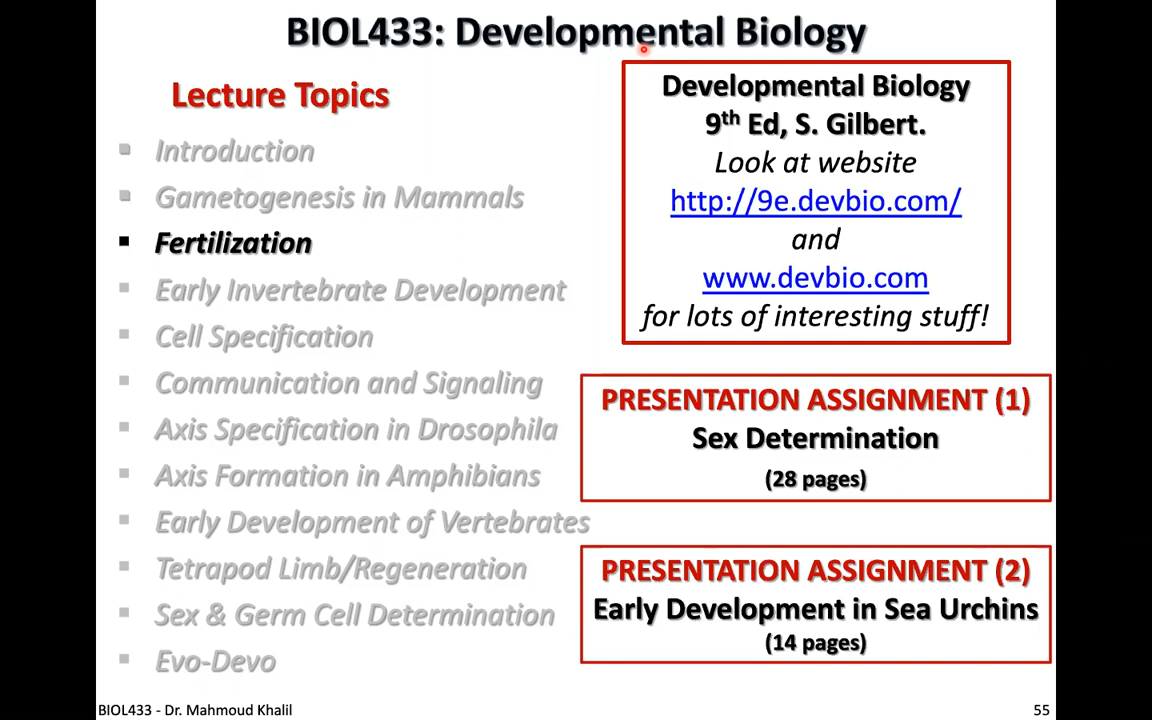 BIOL433: Developmental Biology
Lecture Topics
▪ Introduction
▪ Gametogenesis in Mammals
▪ Fertilization
▪ Early Invertebrate Development
▪ Cell Specification
▪ Communication and Signaling
▪ Axis Specification in Drosophila
▪ Axis Formation in Amphibians
▪ Early Development of Vertebrates
▪ Tetrapod Limb/Regeneration
▪ Sex & Germ Cell Determination
▪ Evo-Devo
Developmental Biology
9th Ed, S. Gilbert.
Look at website
http://9e.devbio.com/
and
www.devbio.com
for lots of interesting stuff!
PRESENTATION ASSIGNMENT (1)
Sex Determination
(28 pages)
PRESENTATION ASSIGNMENT (2)
Early Development in Sea Urchins
(14 pages)
BIOL433 - Dr. Mahmoud Khalil
55